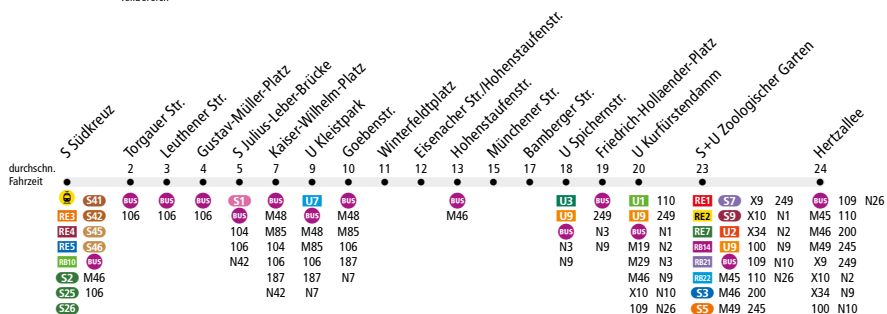 S Südkreuz
Torgauer Str.
Leuthener Str.
Gustav-Müller-Platz
S Julius-Leber-Brücke
Kaiser-Wilhelm-Platz
U Kleistpark
Goebenstr.
Winterfeldtplatz
Eisenacher Str./Hohenstaufenstr.
Hohenstaufenstr.
Münchener Str.
Bamberger Str.
U Spichernstr.
Friedrich-Hollaender-Platz
U Kurfürstendamm
S+U Zoologischer Garten
Hertzallee
durchschn. 2 3 4 5 7 9 10 11 12 13 15 17 18 19 20 23 24
Fahrzeit
S41 BUS BUS BUS S1 BUS U7 BUS BUS U3 BUS U1 110 RE1 S7 X9 249 BUS 109 N26
RE3 S42 106 106 106 BUS M48 BUS M48 M46 U9 249 U9 249 RE2 S9 X10 N1 M45 110
RE4 S45 104 M85 M48 M85 BUS N3 BUS N1 RE7 U2 X34 N2 M46 200
RE5 S46 106 104 M85 106 N3 N9 M19 N2 RB14 U9 100 N9 M49 245
RB10 BUS N42 106 106 187 N9 M29 N3 RB21 BUS 109 N10 X9 249
S2 M46 187 187 N7 M46 N9 RB22 M45 110 N26 X10 N2
S25 106 N42 N7 X10 N10 S3 M46 200 X34 N9
S26 109 N26 S5 M49 245 100 N10